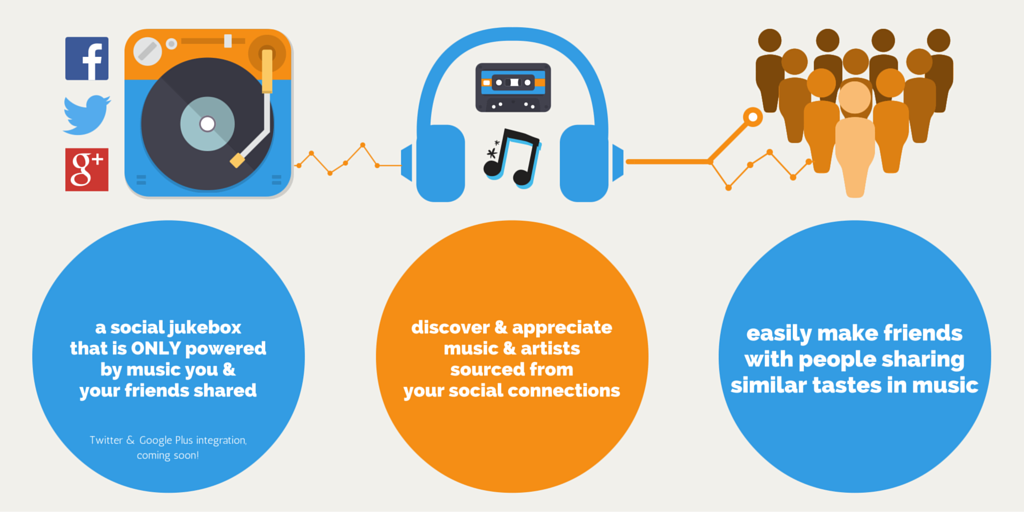 f
g+
a social jukebox
that is ONLY powered
by music you &
your friends shared
Twitter & Google Plus integration,
coming soon!
discover & appreciate
music & artists
sourced from
your social connections
easily make friends
with people sharing
similar tastes in music